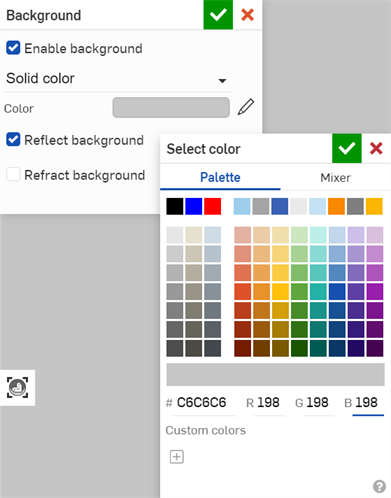 Background
Enable background
Solid color
Color
Reflect background
Refract background
Select color
Palette
Mixer
# C6C6C6 R 198 G 198 B 198
Custom colors
?